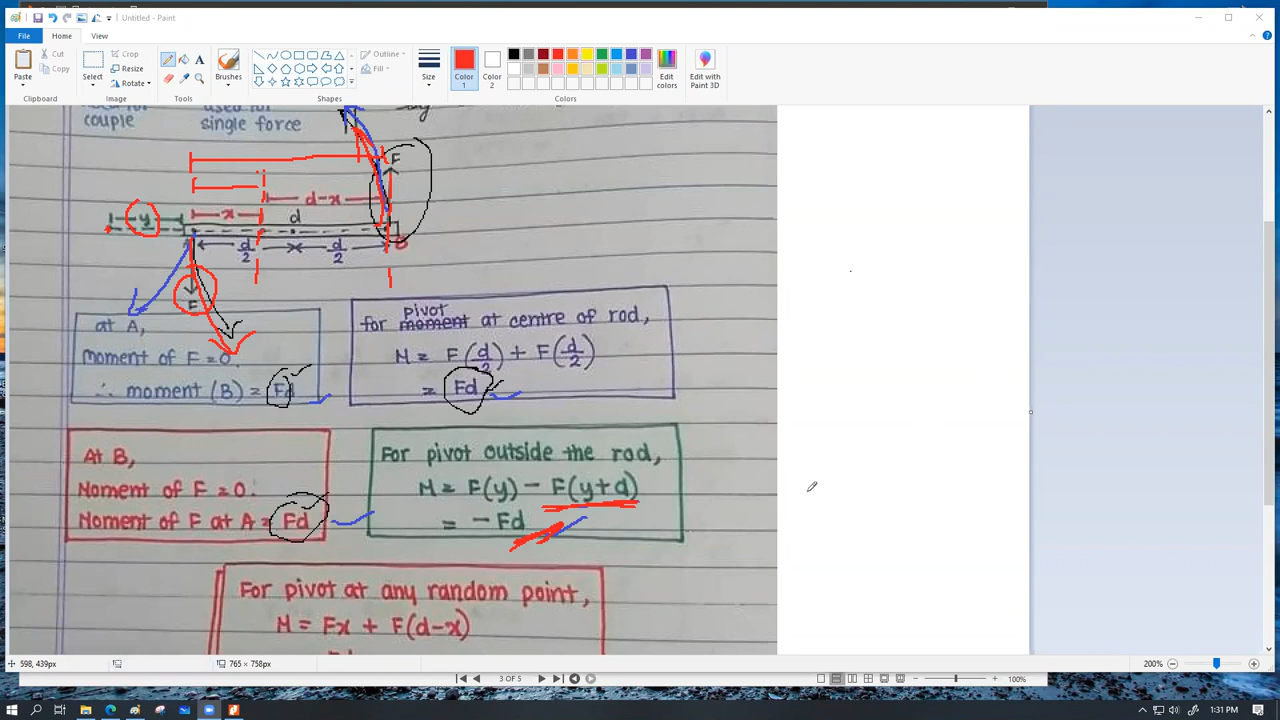 Untitled - Paint
File Home View
Paste
Cut
Copy
Clipboard
Select
Crop
Resize
Rotate
Image
A
Tools
Brushes
Shapes
Outline
Fill
Size
Color 1
Color 2
Edit colors
Edit with Paint 3D
Colors
couple
used for
single force
F
d-x
y
x
d
d/2
d/2
B
F
at A,
moment of F = 0.
∴ moment (B) = Fd
for moment pivot at centre of rod,
M = F(d/2) + F(d/2)
= Fd
At B,
Moment of F = 0.
Moment of F at A = Fd
For pivot outside the rod,
M = F(y) - F(y+d)
= - Fd
For pivot at any random point,
M = Fx + F(d-x)
598, 439px
765 × 758px
200%
3 OF 5
100%
1:31 PM